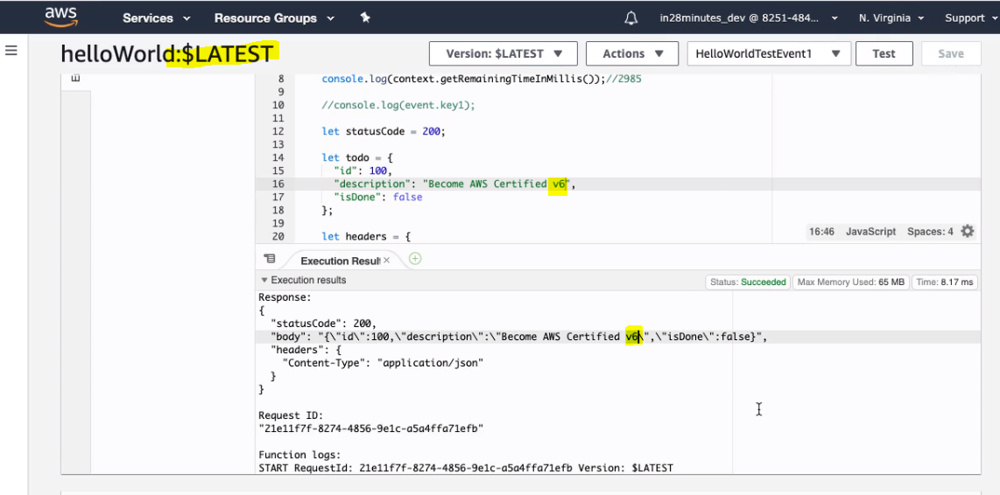 aws Services Resource Groups in28minutes_dev @ 8251-484... N. Virginia Support
helloWorld:$LATEST Version: $LATEST Actions HelloWorldTestEvent1 Test Save
8 console.log(context.getRemainingTimeInMillis());//2985
9
10 //console.log(event.key1);
11
12 let statusCode = 200;
13
14 let todo = {
15 "id": 100,
16 "description": "Become AWS Certified v6",
17 "isDone": false
18 };
19
20 let headers = {
16:46 JavaScript Spaces: 4
Execution Result
Execution results Status: Succeeded Max Memory Used: 65 MB Time: 8.17 ms
Response:
{
"statusCode": 200,
"body": "{\"id\":100,\"description\":\"Become AWS Certified v6\",\"isDone\":false}",
"headers": {
"Content-Type": "application/json"
}
}
Request ID:
"21e11f7f-8274-4856-9e1c-a5a4ffa71efb"
Function logs:
START RequestId: 21e11f7f-8274-4856-9e1c-a5a4ffa71efb Version: $LATEST